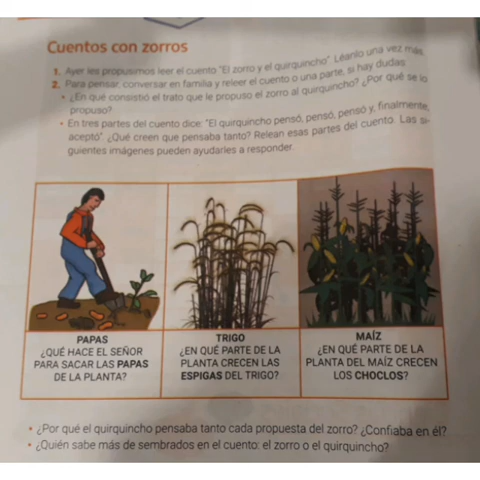 Cuentos con zorros
1. Ayer les propusimos leer el cuento "El zorro y el quirquincho". Léanlo una vez más.
2. Para pensar, conversar en familia y releer el cuento o una parte, si hay dudas:
• ¿En qué consistió el trato que le propuso el zorro al quirquincho? ¿Por qué se lo
propuso?
• En tres partes del cuento dice: "El quirquincho pensó, pensó, pensó y, finalmente,
aceptó". ¿Qué creen que pensaba tanto? Relean esas partes del cuento. Las si-
guientes imágenes pueden ayudarles a responder.
PAPAS
¿QUÉ HACE EL SEÑOR
PARA SACAR LAS PAPAS
DE LA PLANTA?
TRIGO
¿EN QUÉ PARTE DE LA
PLANTA CRECEN LAS
ESPIGAS DEL TRIGO?
MAÍZ
¿EN QUÉ PARTE DE LA
PLANTA DEL MAÍZ CRECEN
LOS CHOCLOS?
• ¿Por qué el quirquincho pensaba tanto cada propuesta del zorro? ¿Confiaba en él?
• ¿Quién sabe más de sembrados en el cuento: el zorro o el quirquincho?